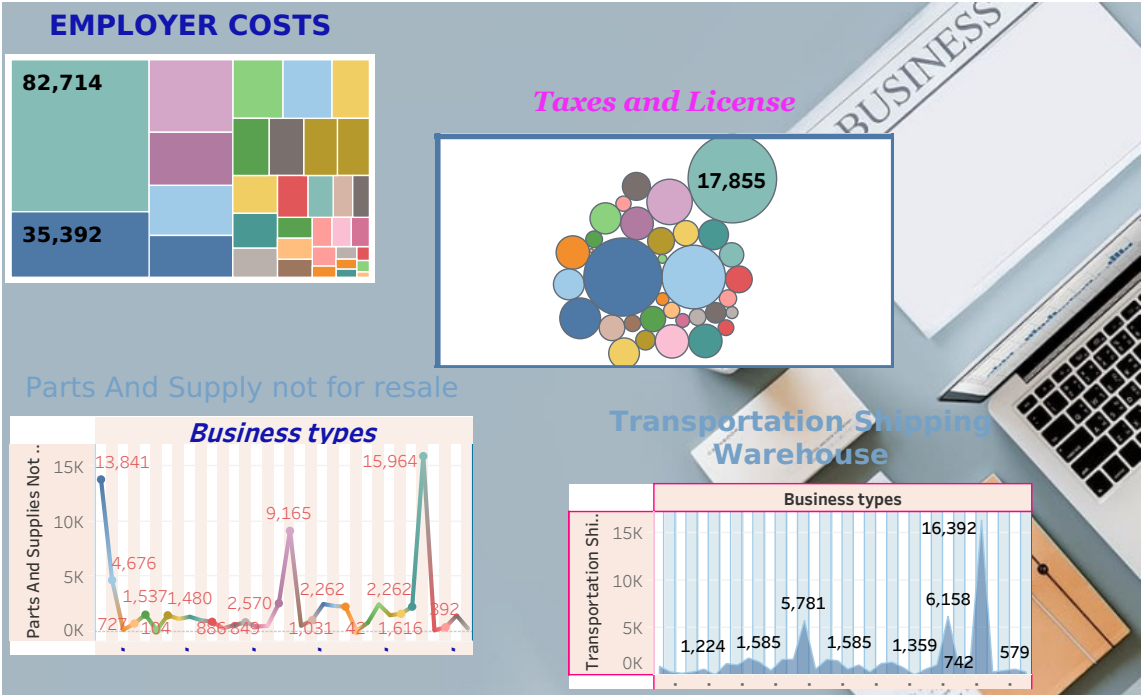 EMPLOYER COSTS
82,714
35,392
BUSINESS
Taxes and License
17,855
Parts And Supply not for resale
Business types
Parts And Supplies Not ..
15K
10K
5K
0K
13,841
4,676
727
1,537
104
1,480
886
849
2,570
9,165
1,031
2,262
42
2,262
1,616
15,964
392
Transportation Shipping
Warehouse
Business types
Transportation Shi..
15K
10K
5K
0K
1,224
1,585
5,781
1,585
1,359
6,158
742
16,392
579